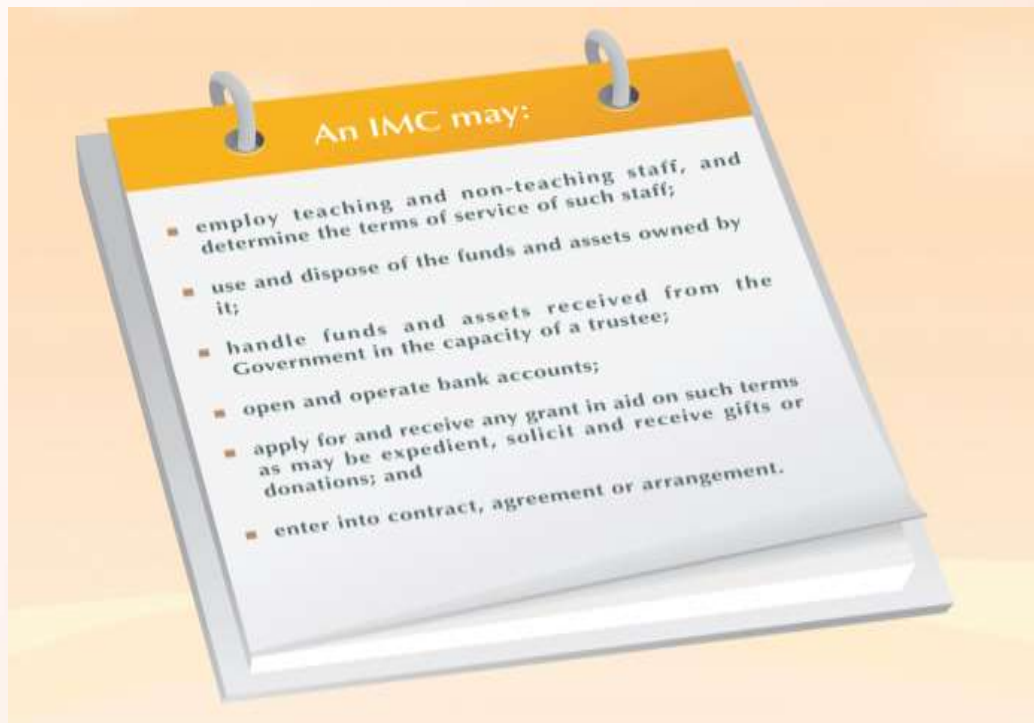 An IMC may:
▪ employ teaching and non-teaching staff, and
determine the terms of service of such staff;
▪ use and dispose of the funds and assets owned by
it;
▪ handle funds and assets received from the
Government in the capacity of a trustee;
▪ open and operate bank accounts;
▪ apply for and receive any grant in aid on such terms
as may be expedient, solicit and receive gifts or
donations; and
▪ enter into contract, agreement or arrangement.